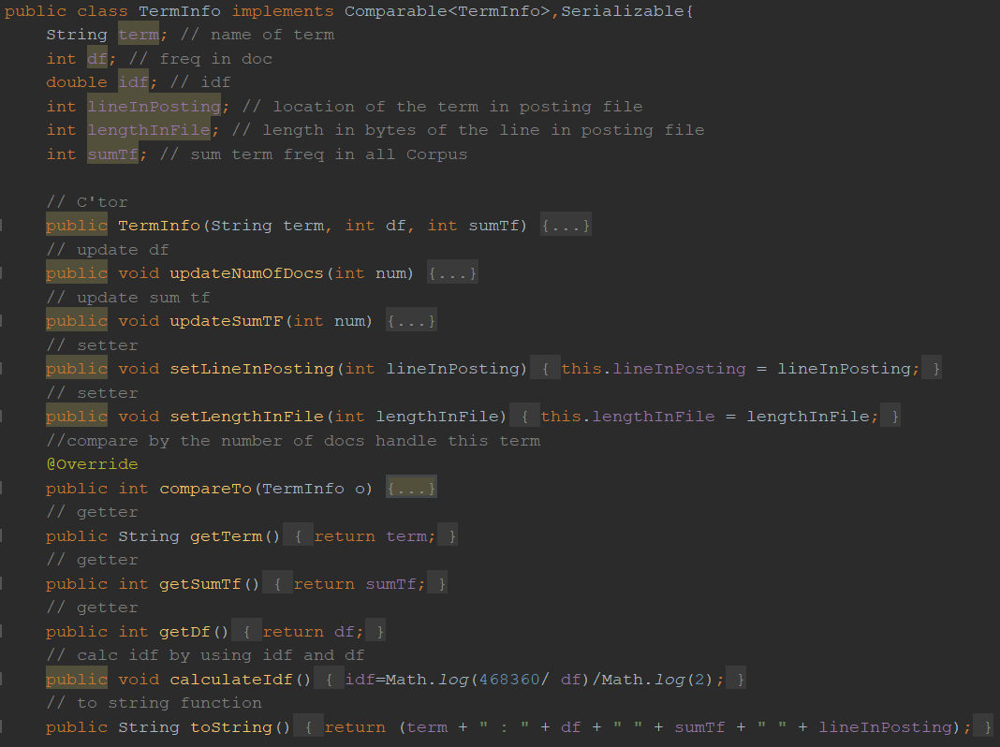 public class TermInfo implements Comparable<TermInfo>,Serializable{
String term; // name of term
int df; // freq in doc
double idf; // idf
int lineInPosting; // location of the term in posting file
int lengthInFile; // length in bytes of the line in posting file
int sumTf; // sum term freq in all Corpus
// C'tor
public TermInfo(String term, int df, int sumTf) {...}
// update df
public void updateNumOfDocs(int num) {...}
// update sum tf
public void updateSumTF(int num) {...}
// setter
public void setLineInPosting(int lineInPosting) { this.lineInPosting = lineInPosting; }
// setter
public void setLengthInFile(int lengthInFile) { this.lengthInFile = lengthInFile; }
//compare by the number of docs handle this term
@Override
public int compareTo(TermInfo o) {...}
// getter
public String getTerm() { return term; }
// getter
public int getSumTf() { return sumTf; }
// getter
public int getDf() { return df; }
// calc idf by using idf and df
public void calculateIdf() { idf=Math.log(468360/ df)/Math.log(2); }
// to string function
public String toString() { return (term + " : " + df + " " + sumTf + " " + lineInPosting); }